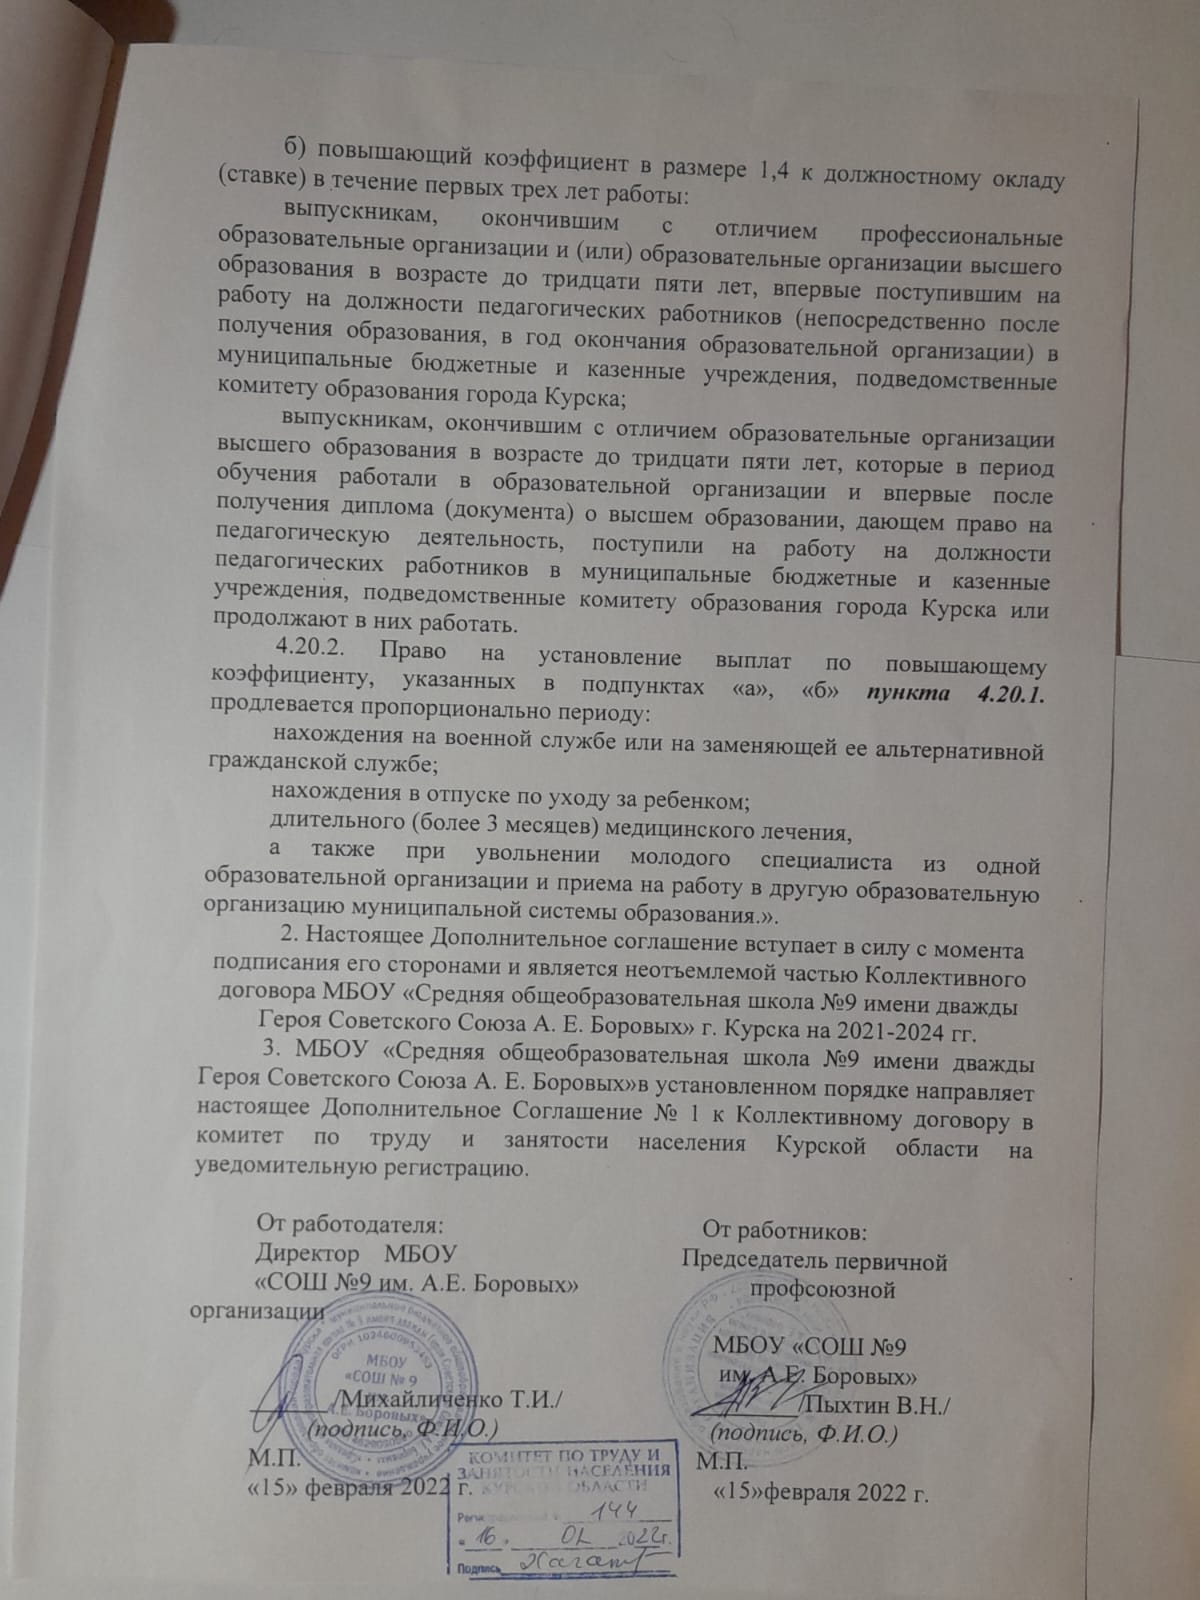 б) повышающий коэффициент в размере 1,4 к должностному окладу
(ставке) в течение первых трех лет работы:
выпускникам, окончившим с отличием профессиональные
образовательные организации и (или) образовательные организации высшего
образования в возрасте до тридцати пяти лет, впервые поступившим на
работу на должности педагогических работников (непосредственно после
получения образования, в год окончания образовательной организации) в
муниципальные бюджетные и казенные учреждения, подведомственные
комитету образования города Курска;
выпускникам, окончившим с отличием образовательные организации
высшего образования в возрасте до тридцати пяти лет, которые в период
обучения работали в образовательной организации и впервые после
получения диплома (документа) о высшем образовании, дающем право на
педагогическую деятельность, поступили на работу на должности
педагогических работников в муниципальные бюджетные и казенные
учреждения, подведомственные комитету образования города Курска или
продолжают в них работать.
4.20.2. Право на установление выплат по повышающему
коэффициенту, указанных в подпунктах «а», «б» пункта 4.20.1.
продлевается пропорционально периоду:
нахождения на военной службе или на заменяющей ее альтернативной
гражданской службе;
нахождения в отпуске по уходу за ребенком;
длительного (более 3 месяцев) медицинского лечения,
а также при увольнении молодого специалиста из одной
образовательной организации и приема на работу в другую образовательную
организацию муниципальной системы образования.».
2. Настоящее Дополнительное соглашение вступает в силу с момента
подписания его сторонами и является неотъемлемой частью Коллективного
договора МБОУ «Средняя общеобразовательная школа №9 имени дважды
Героя Советского Союза А. Е. Боровых» г. Курска на 2021-2024 гг.
3. МБОУ «Средняя общеобразовательная школа №9 имени дважды
Героя Советского Союза А. Е. Боровых»в установленном порядке направляет
настоящее Дополнительное Соглашение № 1 к Коллективному договору в
комитет по труду и занятости населения Курской области на
уведомительную регистрацию.
От работодателя: От работников:
Директор МБОУ Председатель первичной
«СОШ №9 им. А.Е. Боровых» профсоюзной
организации
МБОУ «СОШ №9
им. А.Е. Боровых»
/Михайличенко Т.И./ /Пыхтин В.Н./
(подпись, Ф.И.О.) (подпись, Ф.И.О.)
М.П. М.П.
«15» февраля 2022 г. «15»февраля 2022 г.
МБОУ
«СОШ № 9
А.Е. Боровых»
КОМИТЕТ ПО ТРУДУ И
ЗАНЯТОСТИ НАСЕЛЕНИЯ
КУРСКОЙ ОБЛАСТИ
144
«16» 02 2022г.
Подпись